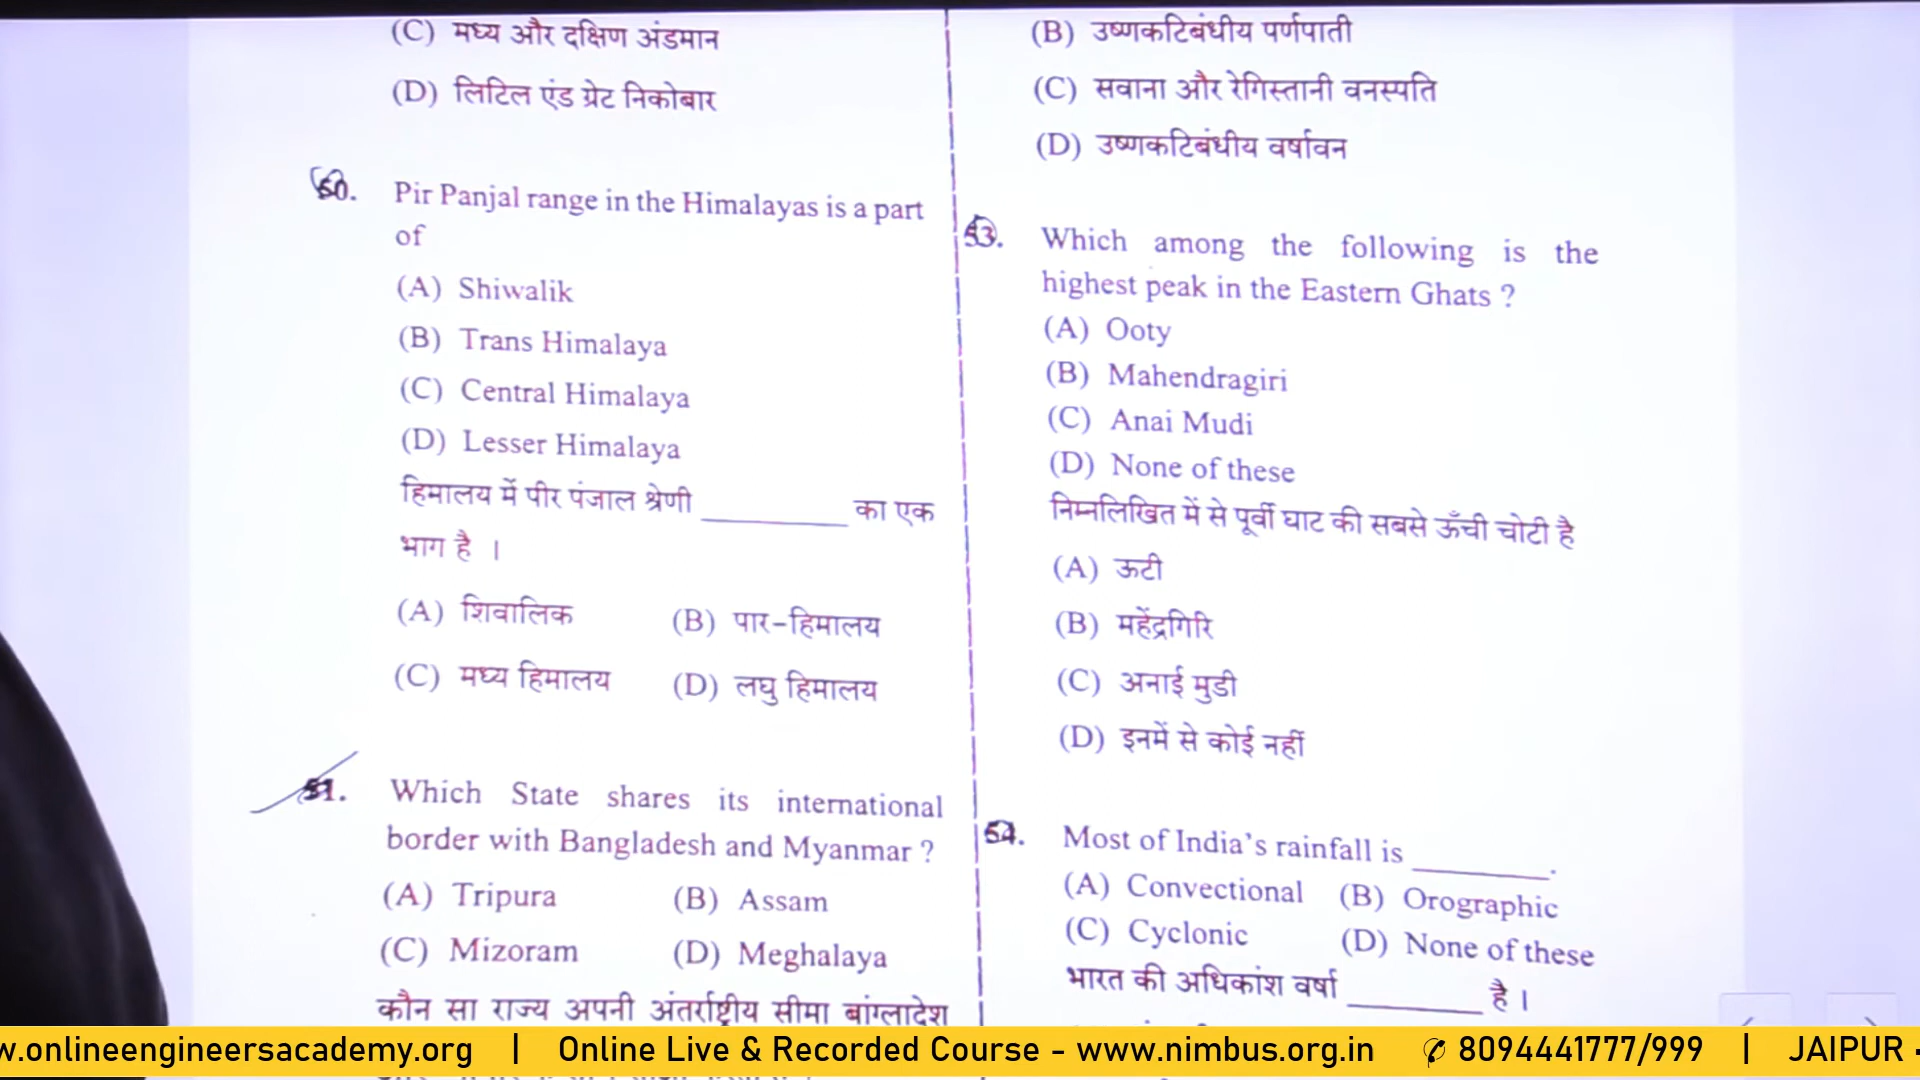 (C) मध्य और दक्षिण अंडमान
(D) लिटिल एंड ग्रेट निकोबार
50. Pir Panjal range in the Himalayas is a part
of
(A) Shiwalik
(B) Trans Himalaya
(C) Central Himalaya
(D) Lesser Himalaya
हिमालय में पीर पंजाल श्रेणी __________ का एक
भाग है ।
(A) शिवालिक (B) पार-हिमालय
(C) मध्य हिमालय (D) लघु हिमालय
51. Which State shares its international
border with Bangladesh and Myanmar ?
(A) Tripura (B) Assam
(C) Mizoram (D) Meghalaya
कौन सा राज्य अपनी अंतर्राष्ट्रीय सीमा बांग्लादेश
(B) उष्णकटिबंधीय पर्णपाती
(C) सवाना और रेगिस्तानी वनस्पति
(D) उष्णकटिबंधीय वर्षावन
53. Which among the following is the
highest peak in the Eastern Ghats ?
(A) Ooty
(B) Mahendragiri
(C) Anai Mudi
(D) None of these
निम्नलिखित में से पूर्वी घाट की सबसे ऊँची चोटी है
(A) ऊटी
(B) महेंद्रगिरि
(C) अनाई मुडी
(D) इनमें से कोई नहीं
54. Most of India's rainfall is __________.
(A) Convectional (B) Orographic
(C) Cyclonic (D) None of these
भारत की अधिकांश वर्षा __________ है ।
w.onlineengineersacademy.org | Online Live & Recorded Course - www.nimbus.org.in ✆ 8094441777/999 | JAIPUR -